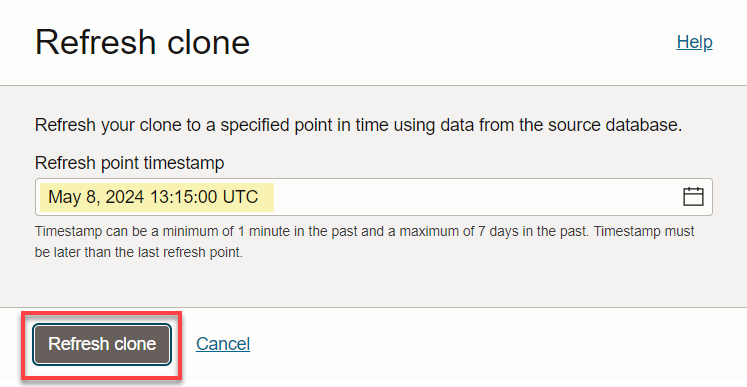 Refresh clone
Help
Refresh your clone to a specified point in time using data from the source database.
Refresh point timestamp
May 8, 2024 13:15:00 UTC
Timestamp can be a minimum of 1 minute in the past and a maximum of 7 days in the past. Timestamp must
be later than the last refresh point.
Refresh clone
Cancel